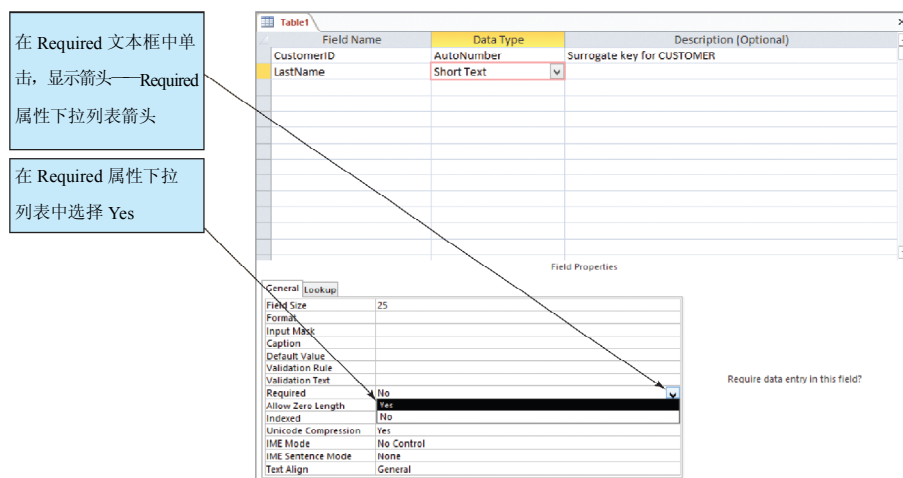 在 Required 文本框中单
击，显示箭头——Required
属性下拉列表箭头
在 Required 属性下拉
列表中选择 Yes
Table1
Field Name Data Type Description (Optional)
CustomerID AutoNumber Surrogate key for CUSTOMER
LastName Short Text
Field Properties
General Lookup
Field Size 25
Format
Input Mask
Caption
Default Value
Validation Rule
Validation Text
Required No
Allow Zero Length Yes
Indexed No
Unicode Compression Yes
IME Mode No Control
IME Sentence Mode None
Text Align General
Require data entry in this field?